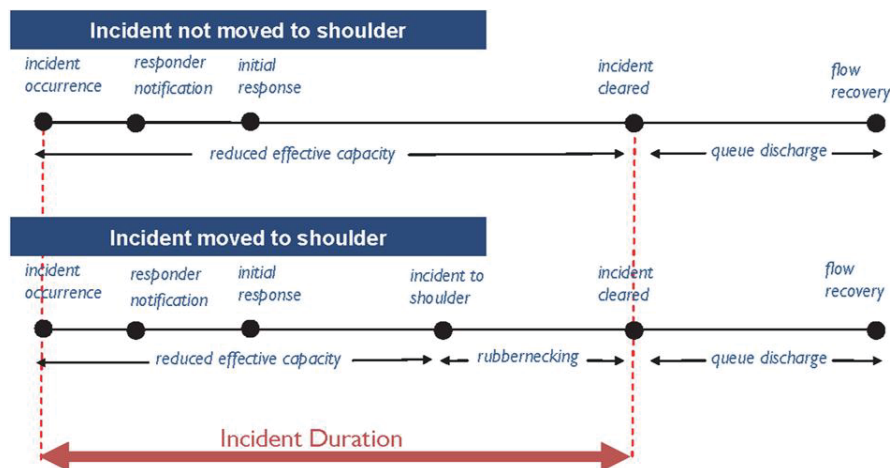 Incident not moved to shoulder
incident occurrence
responder notification
initial response
incident cleared
flow recovery
reduced effective capacity
queue discharge
Incident moved to shoulder
incident occurrence
responder notification
initial response
incident to shoulder
incident cleared
flow recovery
reduced effective capacity
rubbernecking
queue discharge
Incident Duration